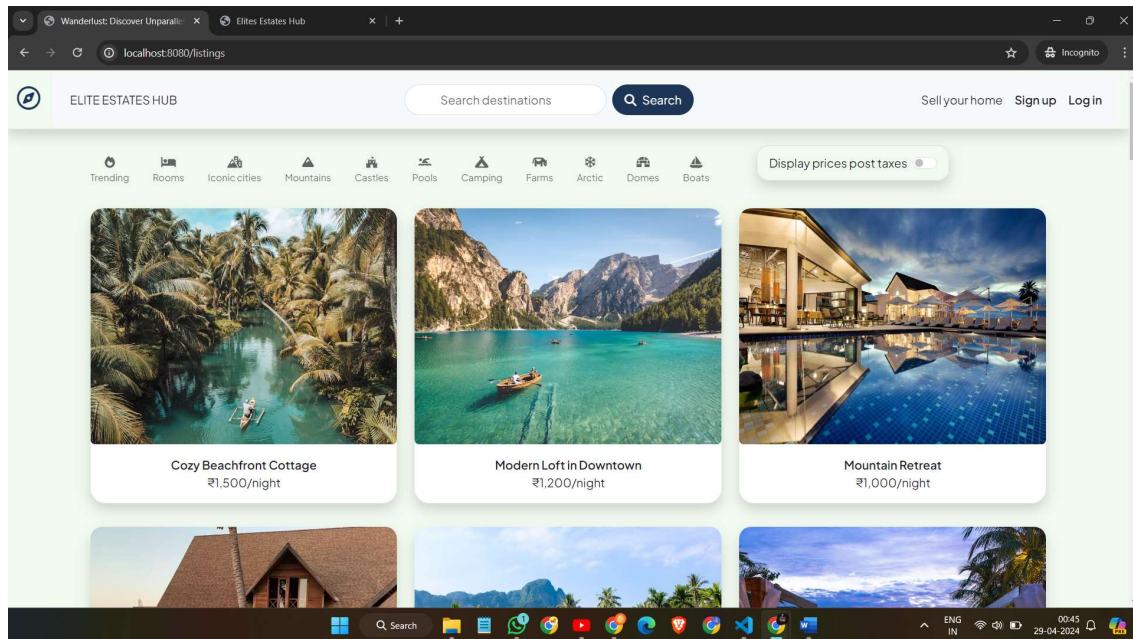 Wanderlust: Discover Unparalle
Elites Estates Hub
localhost:8080/listings
Incognito
ELITE ESTATES HUB
Search destinations
Search
Sell your home Sign up Log in
Trending Rooms Iconic cities Mountains Castles Pools Camping Farms Arctic Domes Boats
Display prices post taxes
Cozy Beachfront Cottage
₹1,500/night
Modern Loft in Downtown
₹1,200/night
Mountain Retreat
₹1,000/night
Search
ENG
IN
00:45
29-04-2024